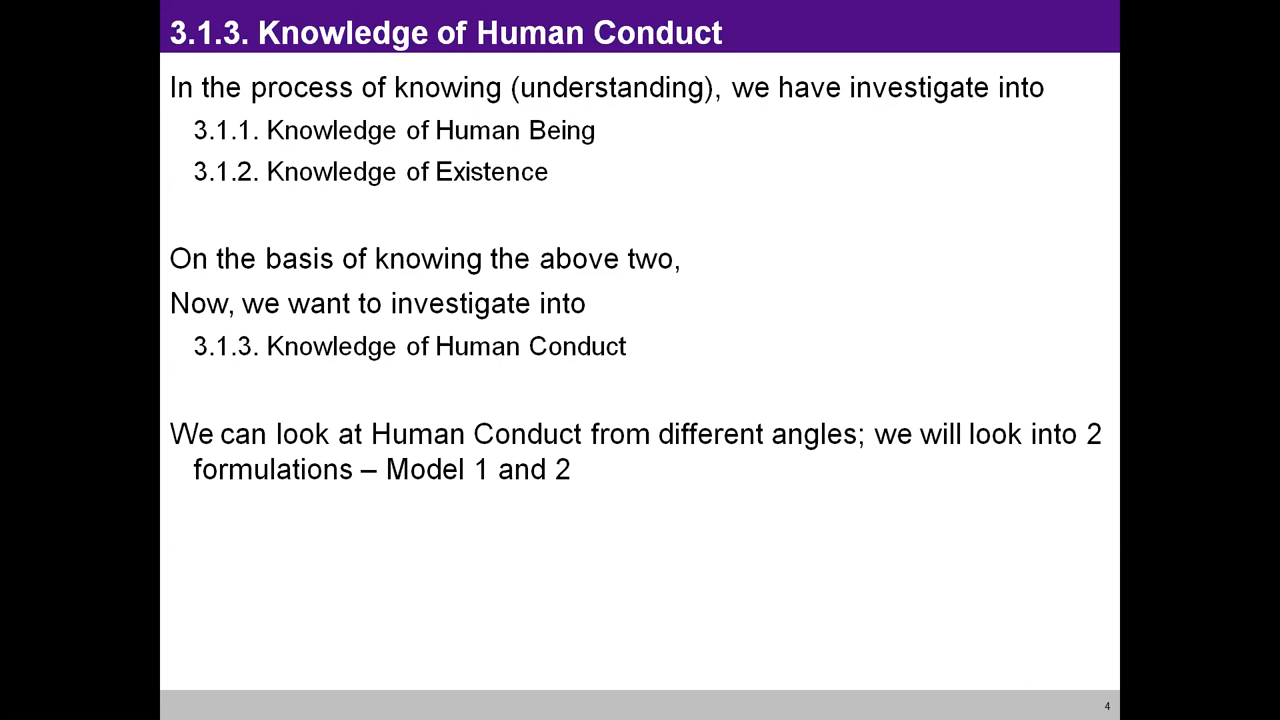 3.1.3. Knowledge of Human Conduct
In the process of knowing (understanding), we have investigate into
3.1.1. Knowledge of Human Being
3.1.2. Knowledge of Existence
On the basis of knowing the above two,
Now, we want to investigate into
3.1.3. Knowledge of Human Conduct
We can look at Human Conduct from different angles; we will look into 2
formulations – Model 1 and 2
4